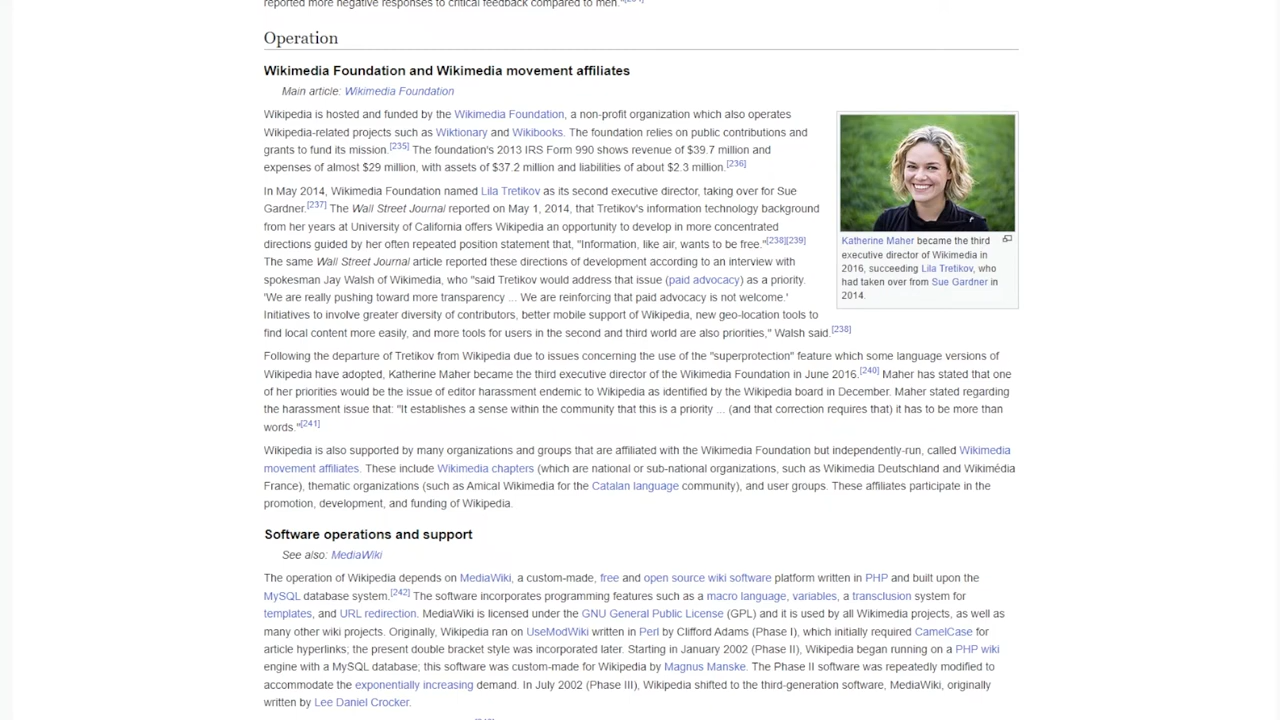 reported more negative responses to critical feedback compared to men."
Operation
Wikimedia Foundation and Wikimedia movement affiliates
Main article: Wikimedia Foundation
Wikipedia is hosted and funded by the Wikimedia Foundation, a non-profit organization which also operates
Wikipedia-related projects such as Wiktionary and Wikibooks. The foundation relies on public contributions and
grants to fund its mission.[235] The foundation's 2013 IRS Form 990 shows revenue of $39.7 million and
expenses of almost $29 million, with assets of $37.2 million and liabilities of about $2.3 million.[236]
In May 2014, Wikimedia Foundation named Lila Tretikov as its second executive director, taking over for Sue
Gardner.[237] The Wall Street Journal reported on May 1, 2014, that Tretikov's information technology background
from her years at University of California offers Wikipedia an opportunity to develop in more concentrated
directions guided by her often repeated position statement that, "Information, like air, wants to be free."[238][239]
The same Wall Street Journal article reported these directions of development according to an interview with
spokesman Jay Walsh of Wikimedia, who "said Tretikov would address that issue (paid advocacy) as a priority.
'We are really pushing toward more transparency ... We are reinforcing that paid advocacy is not welcome.'
Initiatives to involve greater diversity of contributors, better mobile support of Wikipedia, new geo-location tools to
find local content more easily, and more tools for users in the second and third world are also priorities," Walsh said.[238]
Katherine Maher became the third
executive director of Wikimedia in
2016, succeeding Lila Tretikov, who
had taken over from Sue Gardner in
2014.
Following the departure of Tretikov from Wikipedia due to issues concerning the use of the "superprotection" feature which some language versions of
Wikipedia have adopted, Katherine Maher became the third executive director of the Wikimedia Foundation in June 2016.[240] Maher has stated that one
of her priorities would be the issue of editor harassment endemic to Wikipedia as identified by the Wikipedia board in December. Maher stated regarding
the harassment issue that: "It establishes a sense within the community that this is a priority ... (and that correction requires that) it has to be more than
words."[241]
Wikipedia is also supported by many organizations and groups that are affiliated with the Wikimedia Foundation but independently-run, called Wikimedia
movement affiliates. These include Wikimedia chapters (which are national or sub-national organizations, such as Wikimedia Deutschland and Wikimédia
France), thematic organizations (such as Amical Wikimedia for the Catalan language community), and user groups. These affiliates participate in the
promotion, development, and funding of Wikipedia.
Software operations and support
See also: MediaWiki
The operation of Wikipedia depends on MediaWiki, a custom-made, free and open source wiki software platform written in PHP and built upon the
MySQL database system.[242] The software incorporates programming features such as a macro language, variables, a transclusion system for
templates, and URL redirection. MediaWiki is licensed under the GNU General Public License (GPL) and it is used by all Wikimedia projects, as well as
many other wiki projects. Originally, Wikipedia ran on UseModWiki written in Perl by Clifford Adams (Phase I), which initially required CamelCase for
article hyperlinks; the present double bracket style was incorporated later. Starting in January 2002 (Phase II), Wikipedia began running on a PHP wiki
engine with a MySQL database; this software was custom-made for Wikipedia by Magnus Manske. The Phase II software was repeatedly modified to
accommodate the exponentially increasing demand. In July 2002 (Phase III), Wikipedia shifted to the third-generation software, MediaWiki, originally
written by Lee Daniel Crocker.